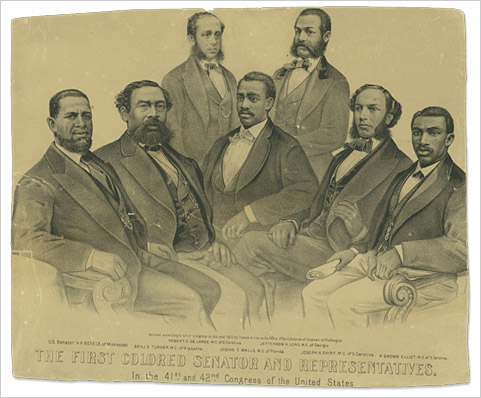 Entered according to act of Congress in the year 1872 by Currier & Ives in the Office of the Librarian of Congress at Washington
ROBERT C. DE LARGE, M.C. of S. Carolina. JEFFERSON H. LONG, M.C. of Georgia.
U.S. Senator H.R. REVELS of Mississippi BENJ. S. TURNER, M.C. of Alabama. JOSIAH T. WALLS, M.C. of Florida JOSEPH H. RAINY, M.C. of S. Carolina. R. BROWN ELLIOT, M.C. of S. Carolina.
THE FIRST COLORED SENATOR AND REPRESENTATIVES.
In the 41st and 42nd Congress of the United States